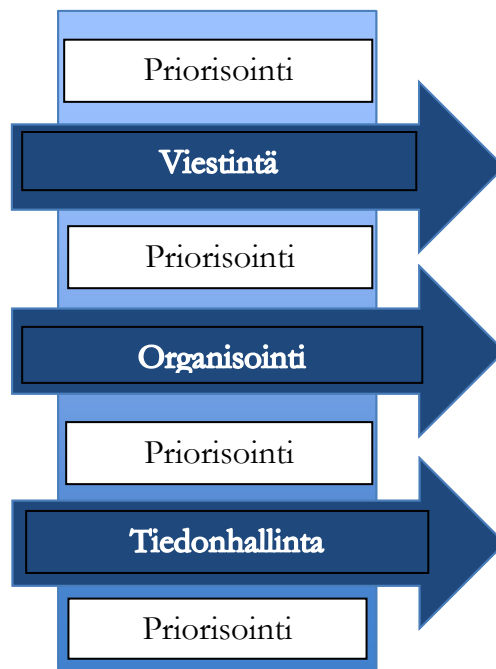 Priorisointi
Viestintä
Priorisointi
Organisointi
Priorisointi
Tiedonhallinta
Priorisointi